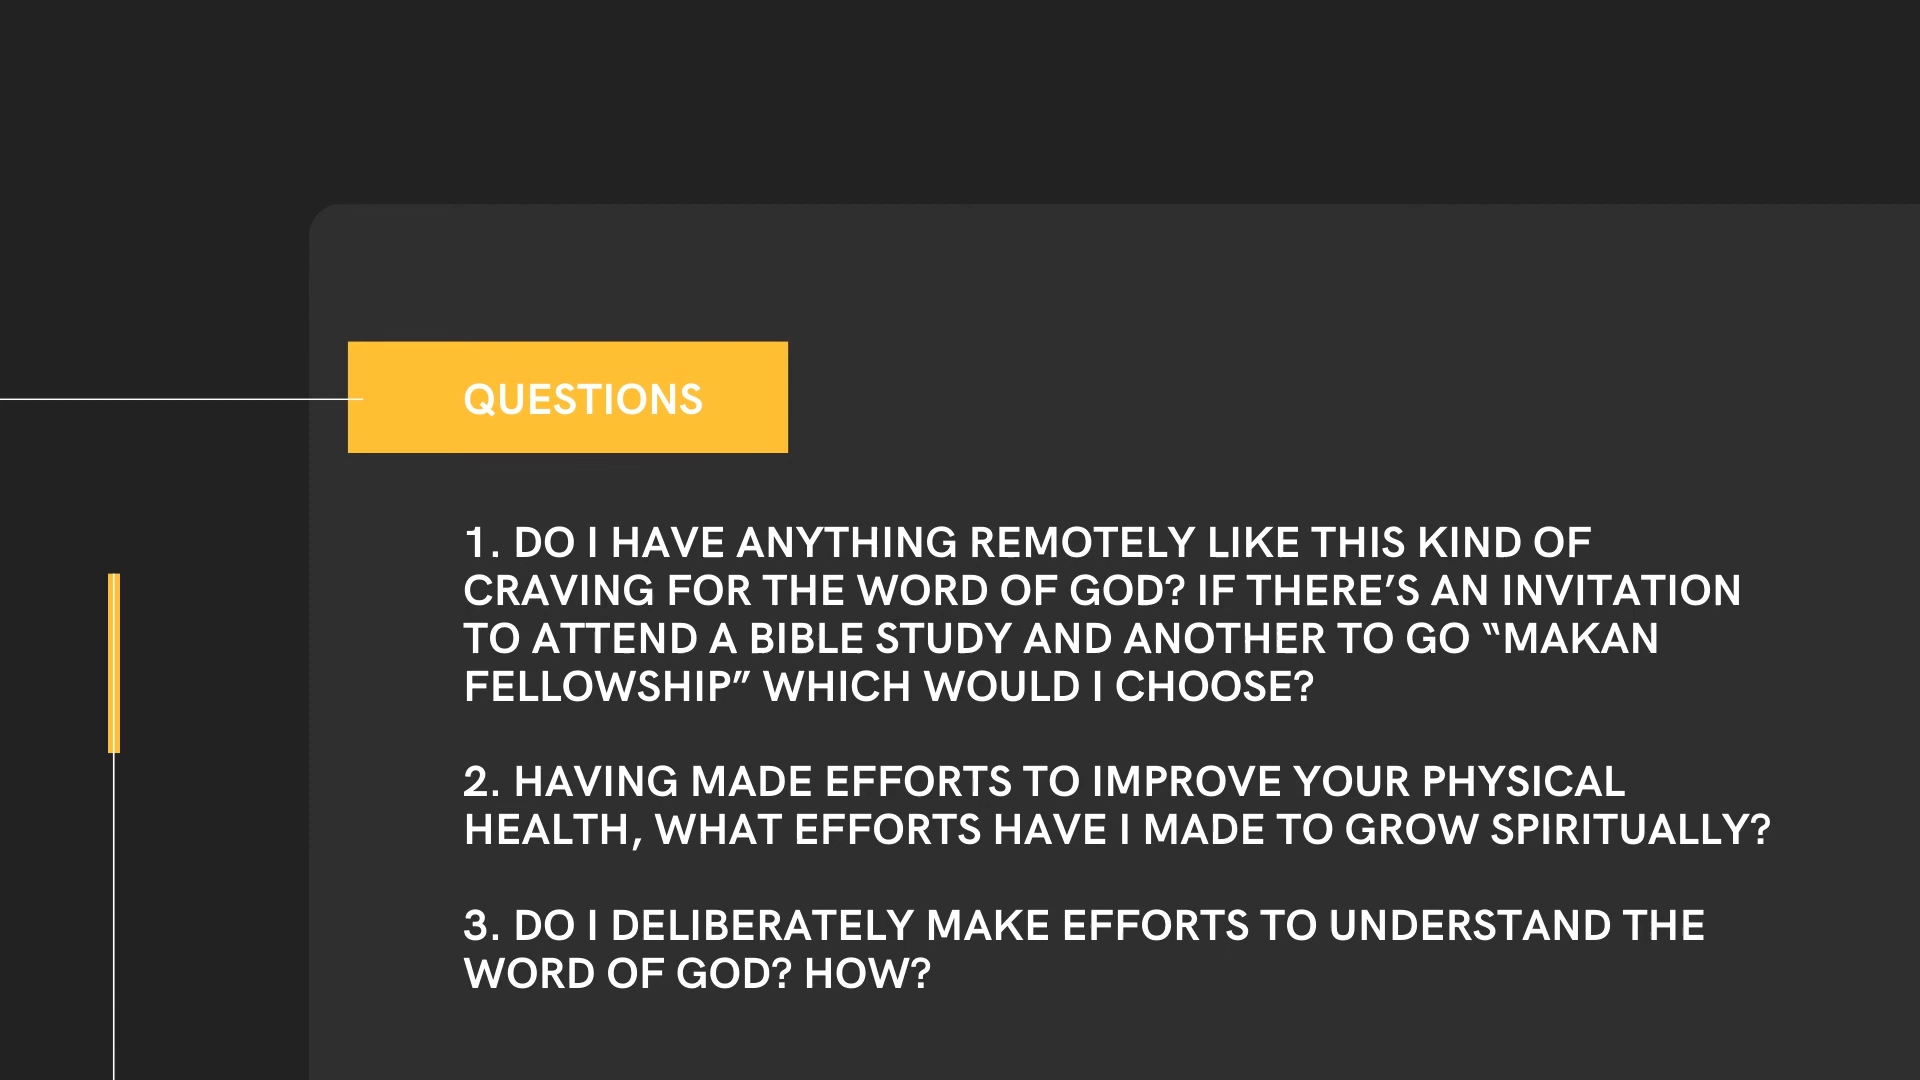 QUESTIONS
1. DO I HAVE ANYTHING REMOTELY LIKE THIS KIND OF
CRAVING FOR THE WORD OF GOD? IF THERE’S AN INVITATION
TO ATTEND A BIBLE STUDY AND ANOTHER TO GO “MAKAN
FELLOWSHIP” WHICH WOULD I CHOOSE?
2. HAVING MADE EFFORTS TO IMPROVE YOUR PHYSICAL
HEALTH, WHAT EFFORTS HAVE I MADE TO GROW SPIRITUALLY?
3. DO I DELIBERATELY MAKE EFFORTS TO UNDERSTAND THE
WORD OF GOD? HOW?